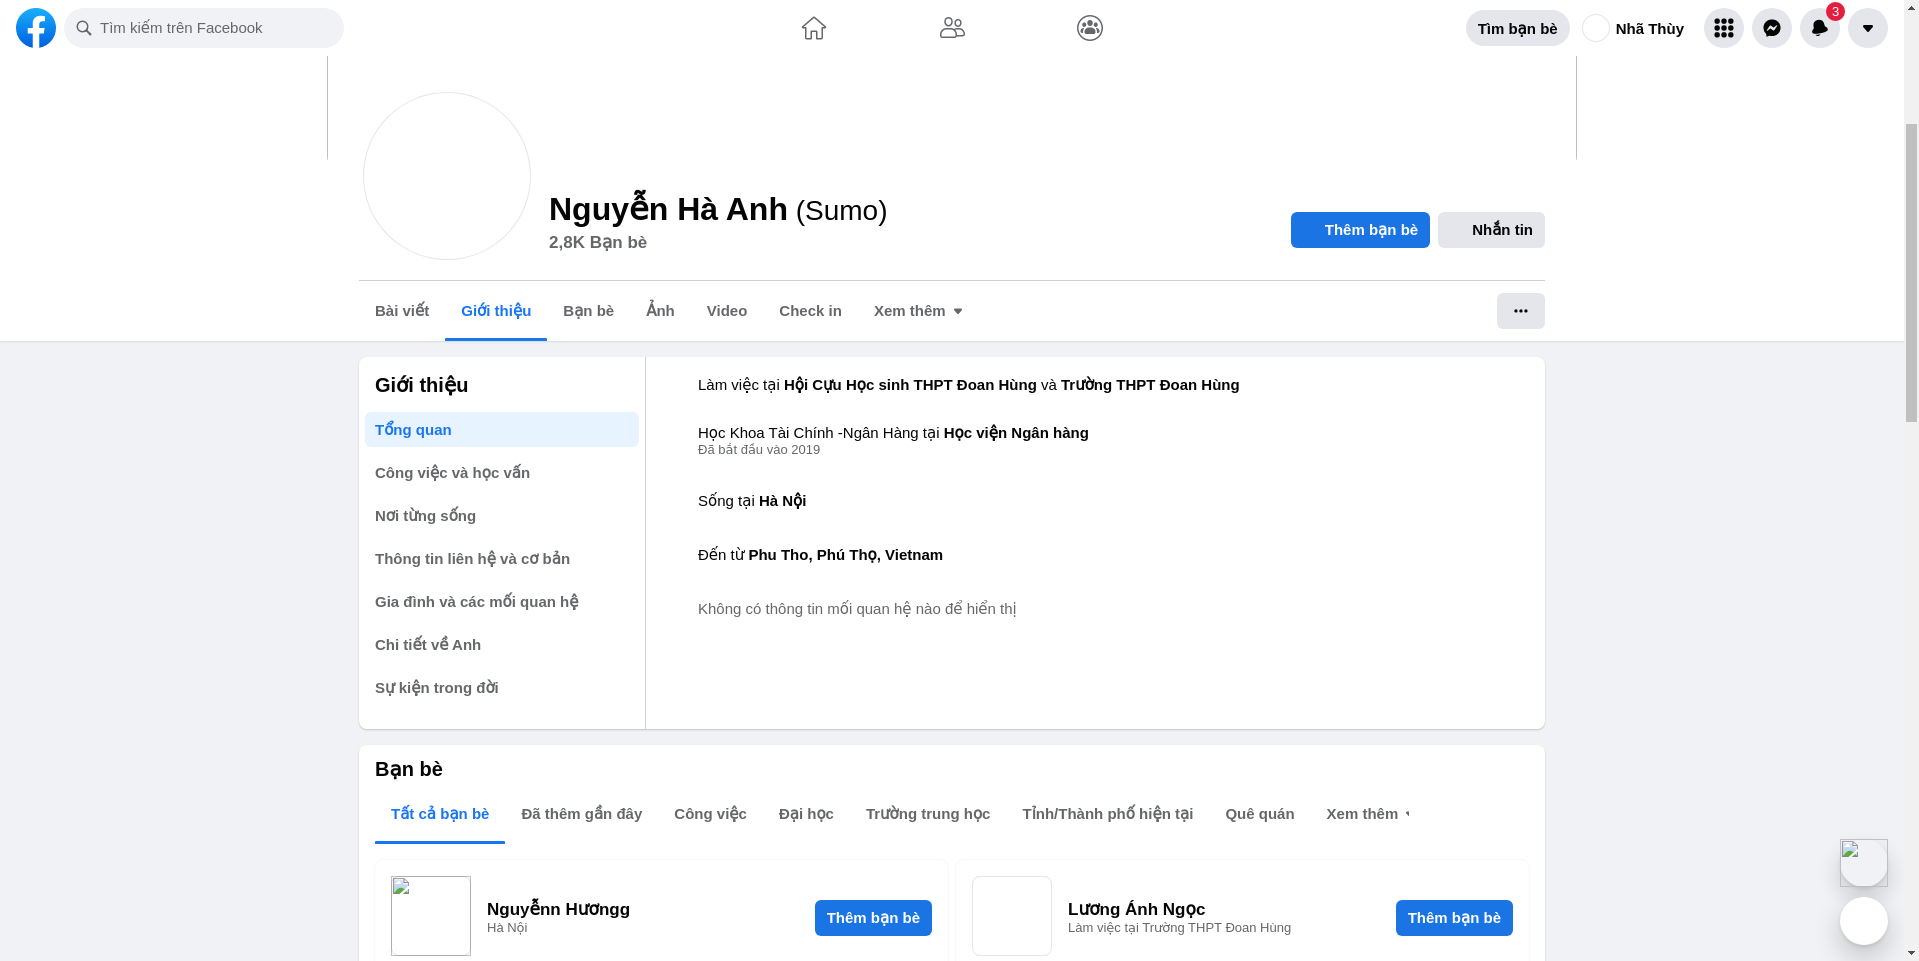 Tìm kiếm trên Facebook
Tìm bạn bè
Nhã Thùy
3
Nguyễn Hà Anh (Sumo)
2,8K Bạn bè
Thêm bạn bè
Nhắn tin
Bài viết
Giới thiệu
Bạn bè
Ảnh
Video
Check in
Xem thêm
Giới thiệu
Tổng quan
Công việc và học vấn
Nơi từng sống
Thông tin liên hệ và cơ bản
Gia đình và các mối quan hệ
Chi tiết về Anh
Sự kiện trong đời
Làm việc tại Hội Cựu Học sinh THPT Đoan Hùng và Trường THPT Đoan Hùng
Học Khoa Tài Chính -Ngân Hàng tại Học viện Ngân hàng
Đã bắt đầu vào 2019
Sống tại Hà Nội
Đến từ Phu Tho, Phú Thọ, Vietnam
Không có thông tin mối quan hệ nào để hiển thị
Bạn bè
Tất cả bạn bè
Đã thêm gần đây
Công việc
Đại học
Trường trung học
Tỉnh/Thành phố hiện tại
Quê quán
Xem thêm
Nguyễnn Hươngg
Hà Nội
Thêm bạn bè
Lương Ánh Ngọc
Làm việc tại Trường THPT Đoan Hùng
Thêm bạn bè